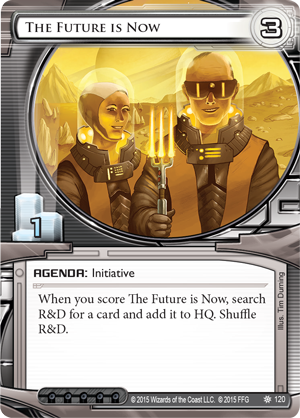 The Future is Now
3
1
AGENDA: Initiative
When you score The Future is Now, search
R&D for a card and add it to HQ. Shuffle
R&D.
Illus. Tim Durning
© 2015 Wizards of the Coast LLC. © 2015 FFG
120